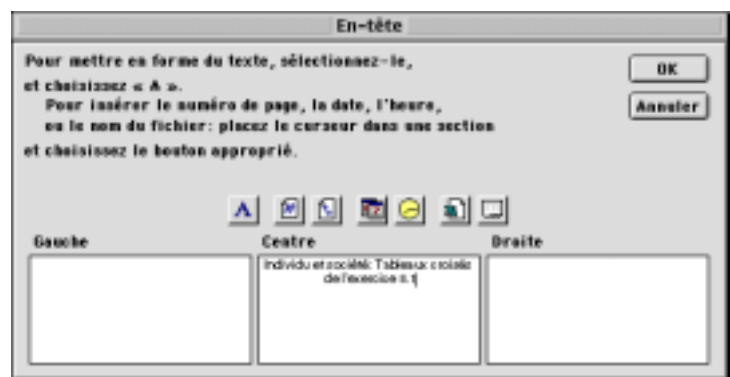 En-tête
Pour mettre en forme du texte, sélectionnez-le,
et choisissez « A ».
Pour insérer le numéro de page, la date, l'heure,
ou le nom du fichier: placez le curseur dans une section
et choisissez le bouton approprié.
OK
Annuler
A
Gauche Centre Droite
Individu et société: Tableaux croisés
de l'exercice